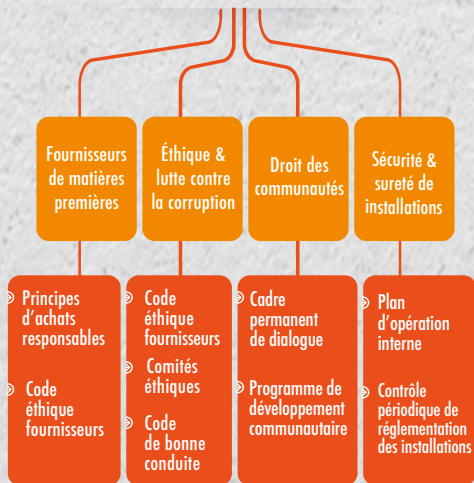 Fournisseurs
de matières
premières
Éthique &
lutte contre
la corruption
Droit des
communautés
Sécurité &
sureté de
installations
Principes
d'achats
responsables
Code
éthique
fournisseurs
Code
éthique
fournisseurs
Comités
éthiques
Code
de bonne
conduite
Cadre
permanent
de dialogue
Programme de
développement
communautaire
Plan
d'opération
interne
Contrôle
périodique de
réglementation
des installations